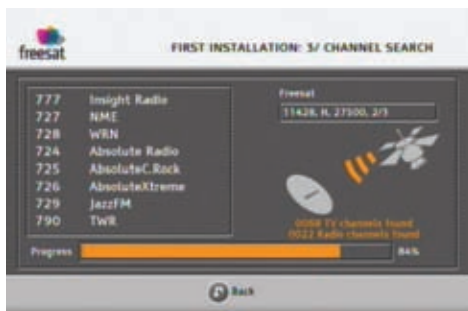 freesat
FIRST INSTALLATION: 3/ CHANNEL SEARCH
777 Insight Radio
727 NME
728 WRN
724 Absolute Radio
725 AbsoluteC.Rock
726 AbsoluteXtreme
729 JazzFM
790 TWR
Freesat
11428, H, 27500, 2/3
TV channels found
0022 Radio channels found
Progress 84%
Back